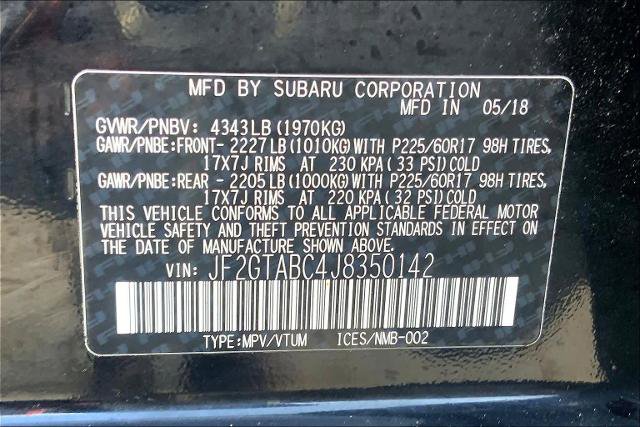 MFD BY SUBARU CORPORATION
MFD IN 05/18
GVWR/PNBV: 4343LB(1970KG)
GAWR/PNBE:FRONT- 2227LB(1010KG)WITH P225/60R17 98H TIRES,
17X7J RIMS AT 230 KPA(33 PSI)COLD
GAWR/PNBE:REAR - 2205LB(1000KG)WITH P225/60R17 98H TIRES,
17X7J RIMS AT 220 KPA(32 PSI)COLD
THIS VEHICLE CONFORMS TO ALL APPLICABLE FEDERAL MOTOR
VEHICLE SAFETY AND THEFT PREVENTION STANDARDS IN EFFECT ON
THE DATE OF MANUFACTURE SHOWN ABOVE.
VIN: JF2GTABC4J8350142
TYPE:MPV/VTUM ICES/NMB-002